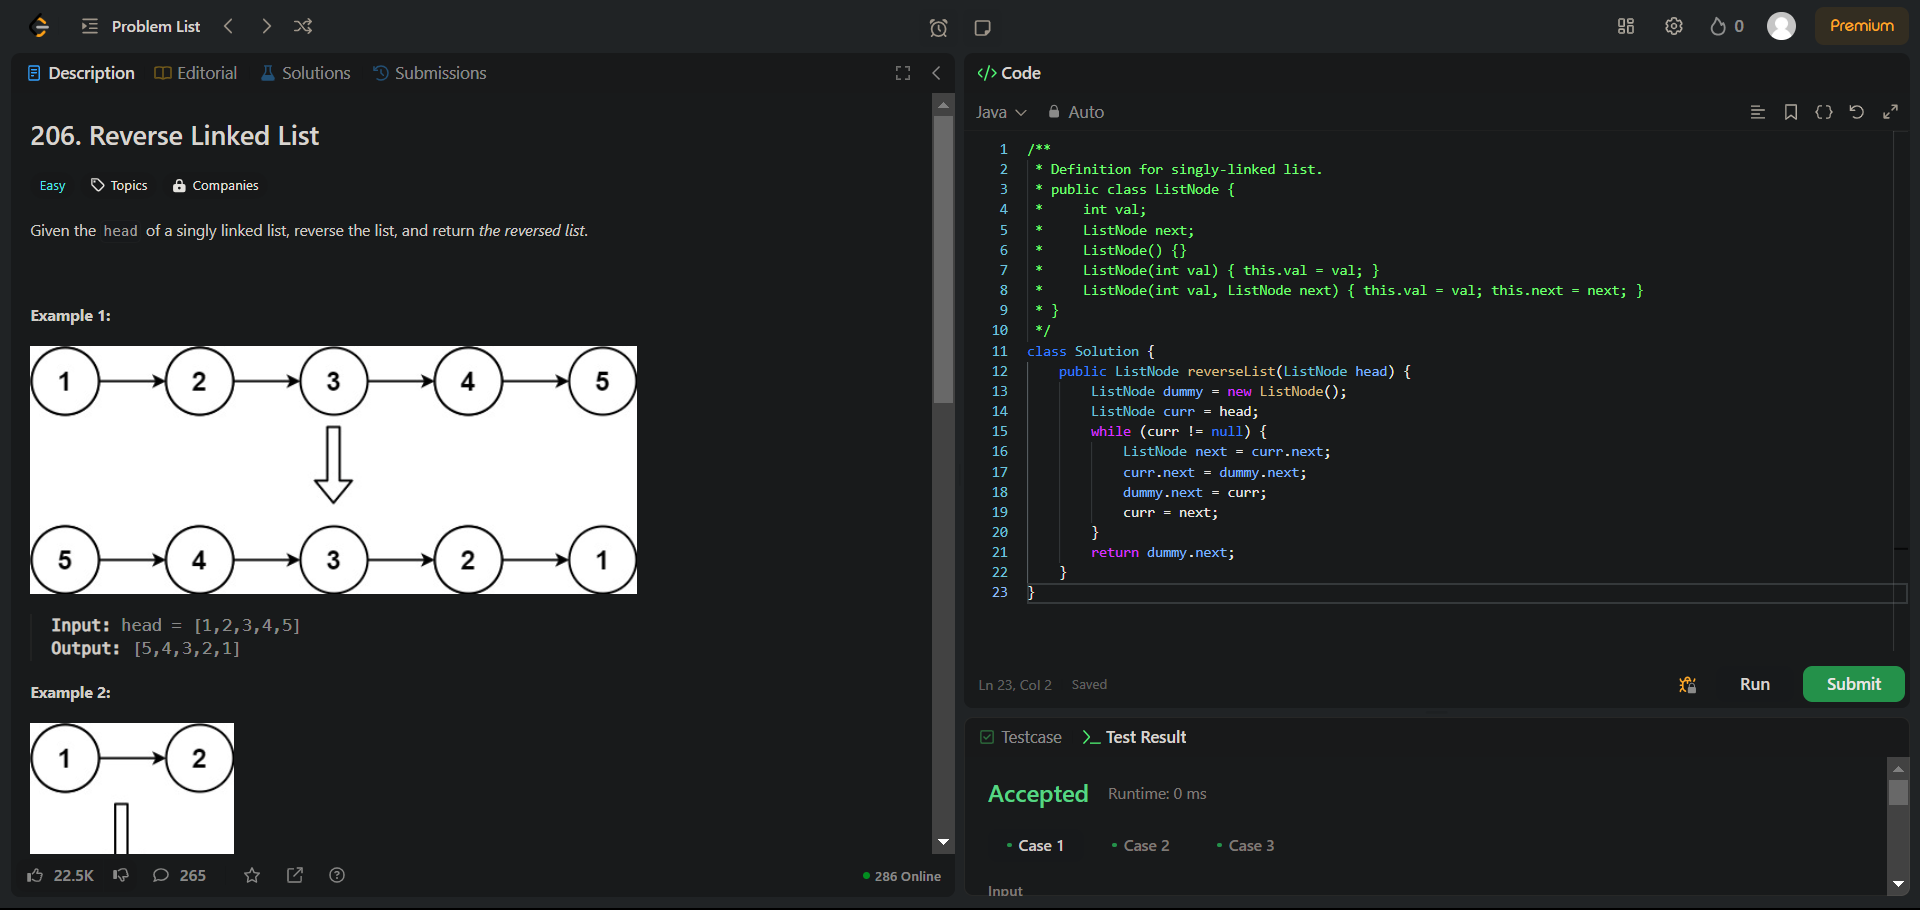 Problem List
0
Premium
Description
Editorial
Solutions
Submissions
206. Reverse Linked List
Easy
Topics
Companies
Given the head of a singly linked list, reverse the list, and return the reversed list.
Example 1:
1 2 3 4 5
5 4 3 2 1
Input: head = [1,2,3,4,5]
Output: [5,4,3,2,1]
Example 2:
1 2
22.5K
265
286 Online
</> Code
Java
Auto
1 /**
2 * Definition for singly-linked list.
3 * public class ListNode {
4 *     int val;
5 *     ListNode next;
6 *     ListNode() {}
7 *     ListNode(int val) { this.val = val; }
8 *     ListNode(int val, ListNode next) { this.val = val; this.next = next; }
9 * }
10 */
11 class Solution {
12     public ListNode reverseList(ListNode head) {
13         ListNode dummy = new ListNode();
14         ListNode curr = head;
15         while (curr != null) {
16             ListNode next = curr.next;
17             curr.next = dummy.next;
18             dummy.next = curr;
19             curr = next;
20         }
21         return dummy.next;
22     }
23 }
Ln 23, Col 2
Saved
Run
Submit
Testcase
Test Result
Accepted
Runtime: 0 ms
• Case 1
• Case 2
• Case 3
Input